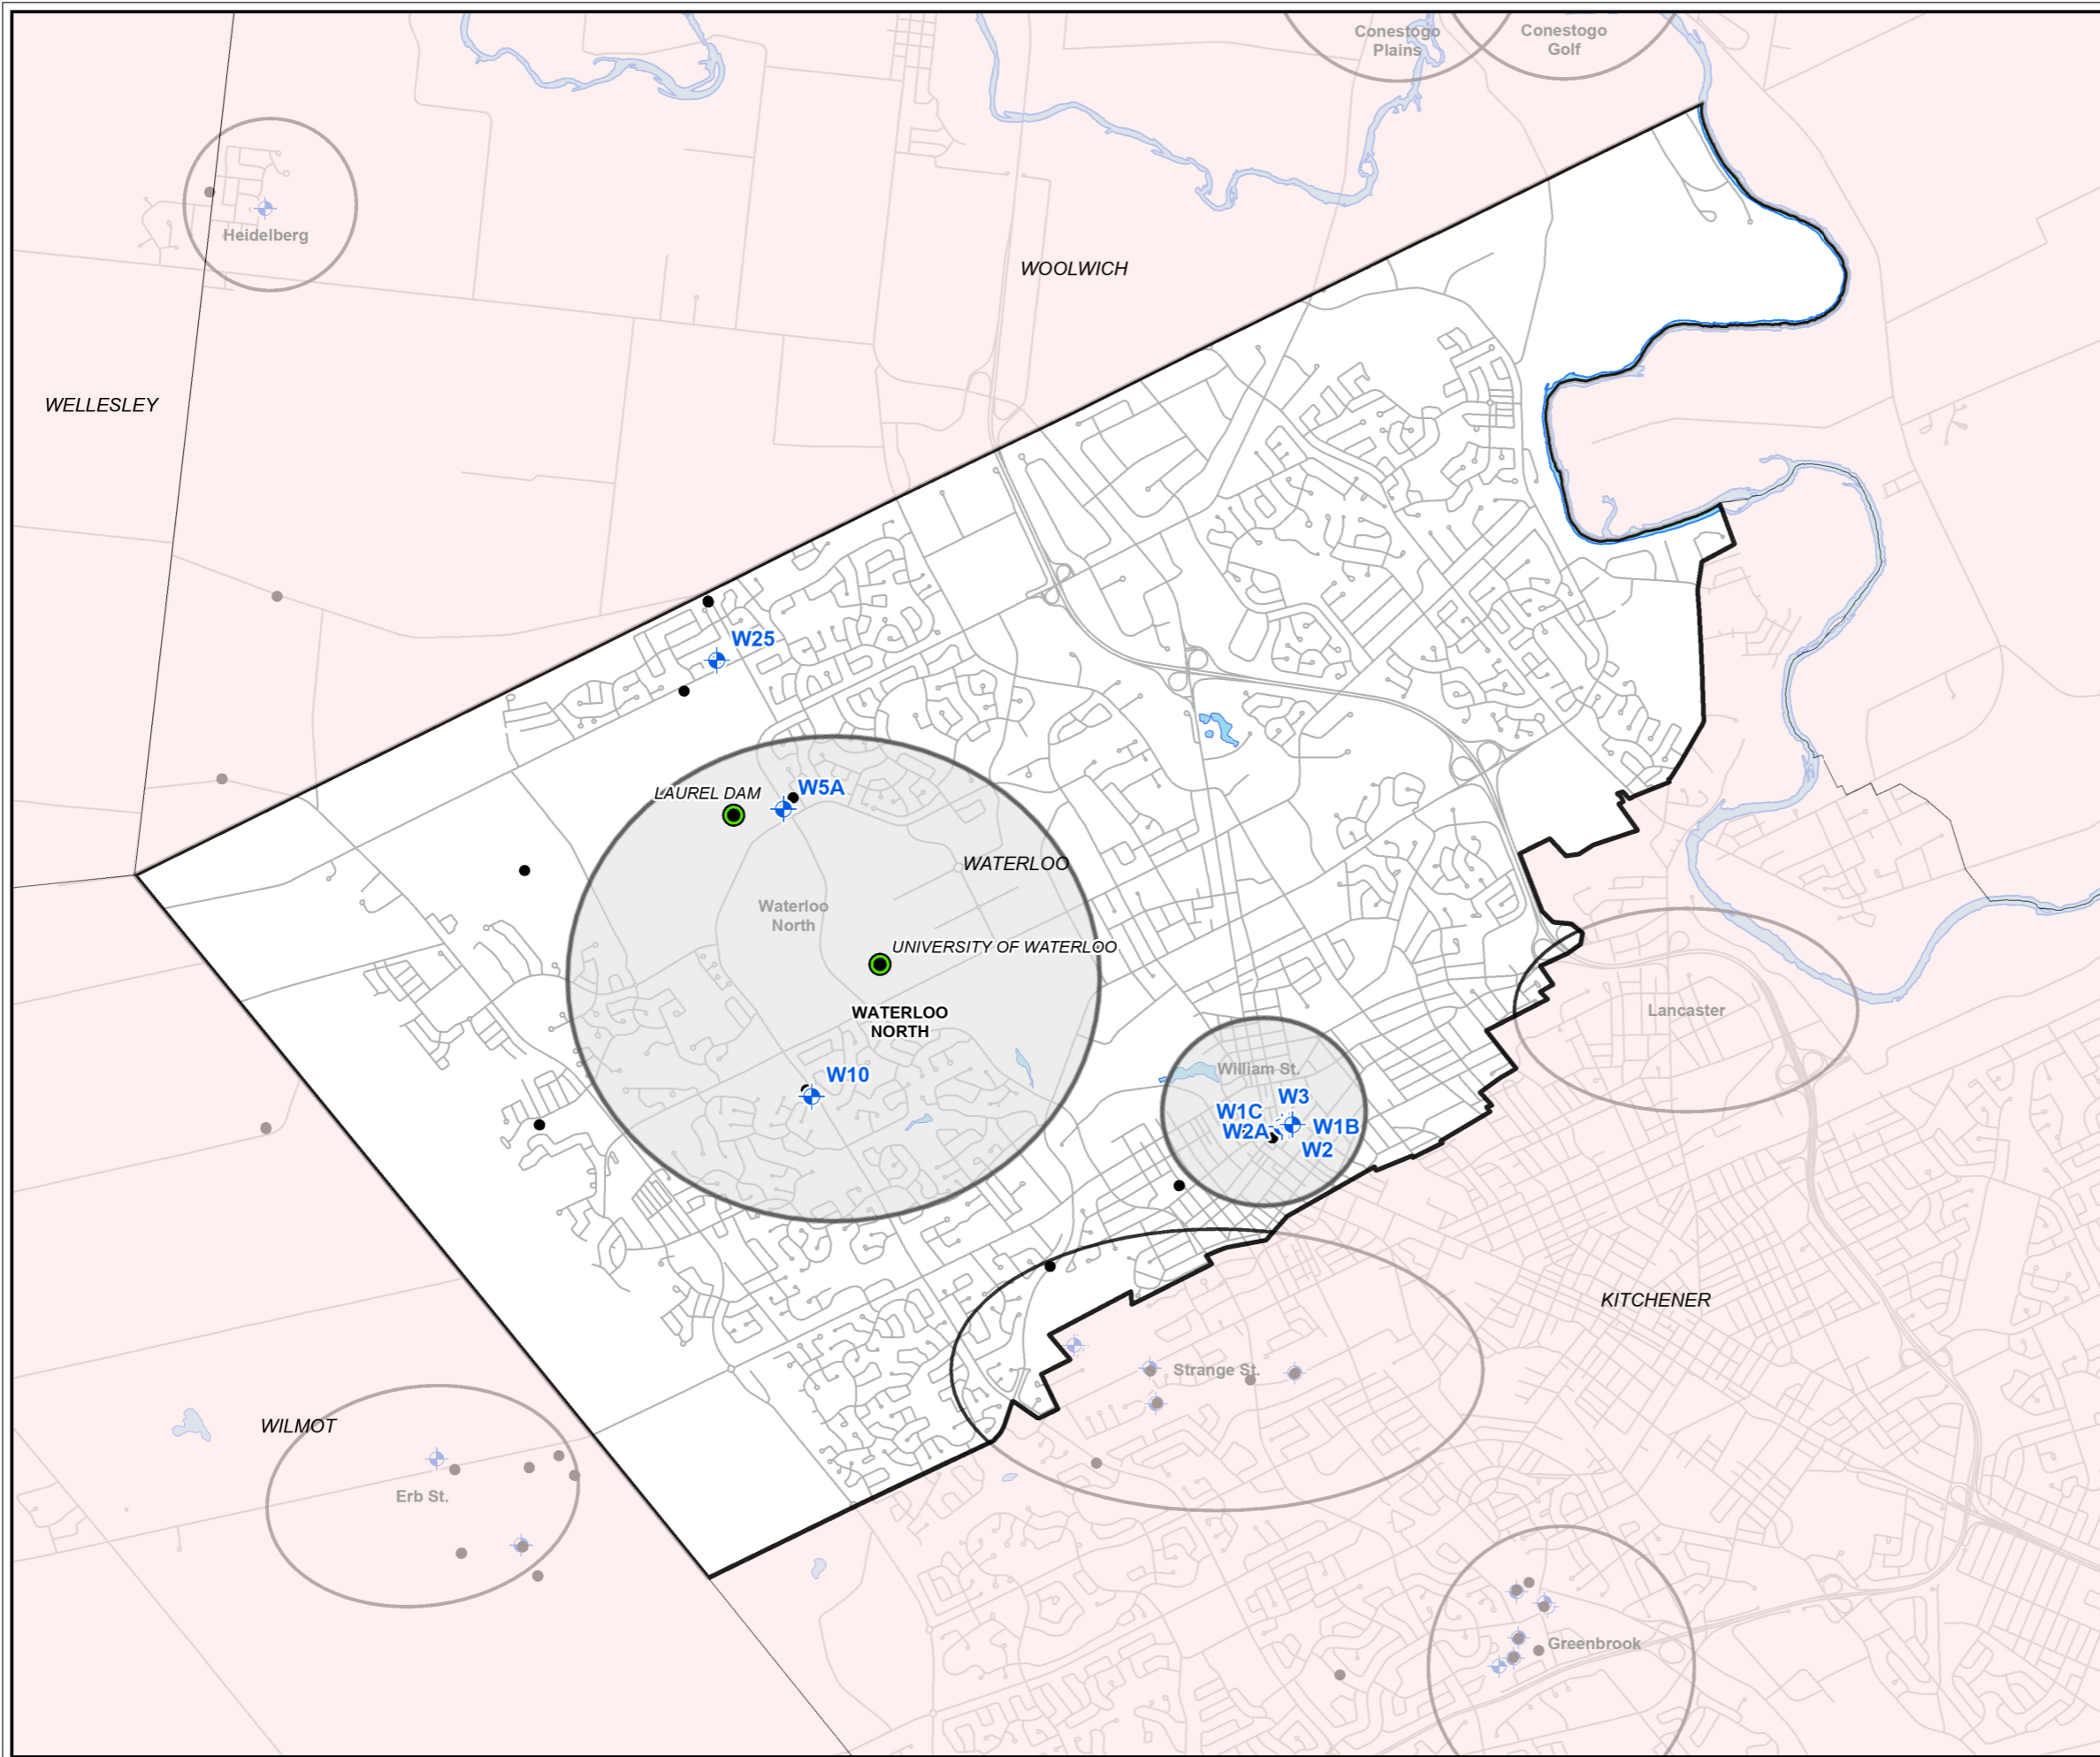 Conestogo
Plains
Conestogo
Golf
Heidelberg
WOOLWICH
WELLESLEY
W25
LAUREL DAM
W5A
WATERLOO
Waterloo
North
UNIVERSITY OF WATERLOO
WATERLOO
NORTH
Lancaster
W10
William St.
W3
W1C
W1B
W2A
W2
KITCHENER
Strange St.
WILMOT
Erb St.
Greenbrook